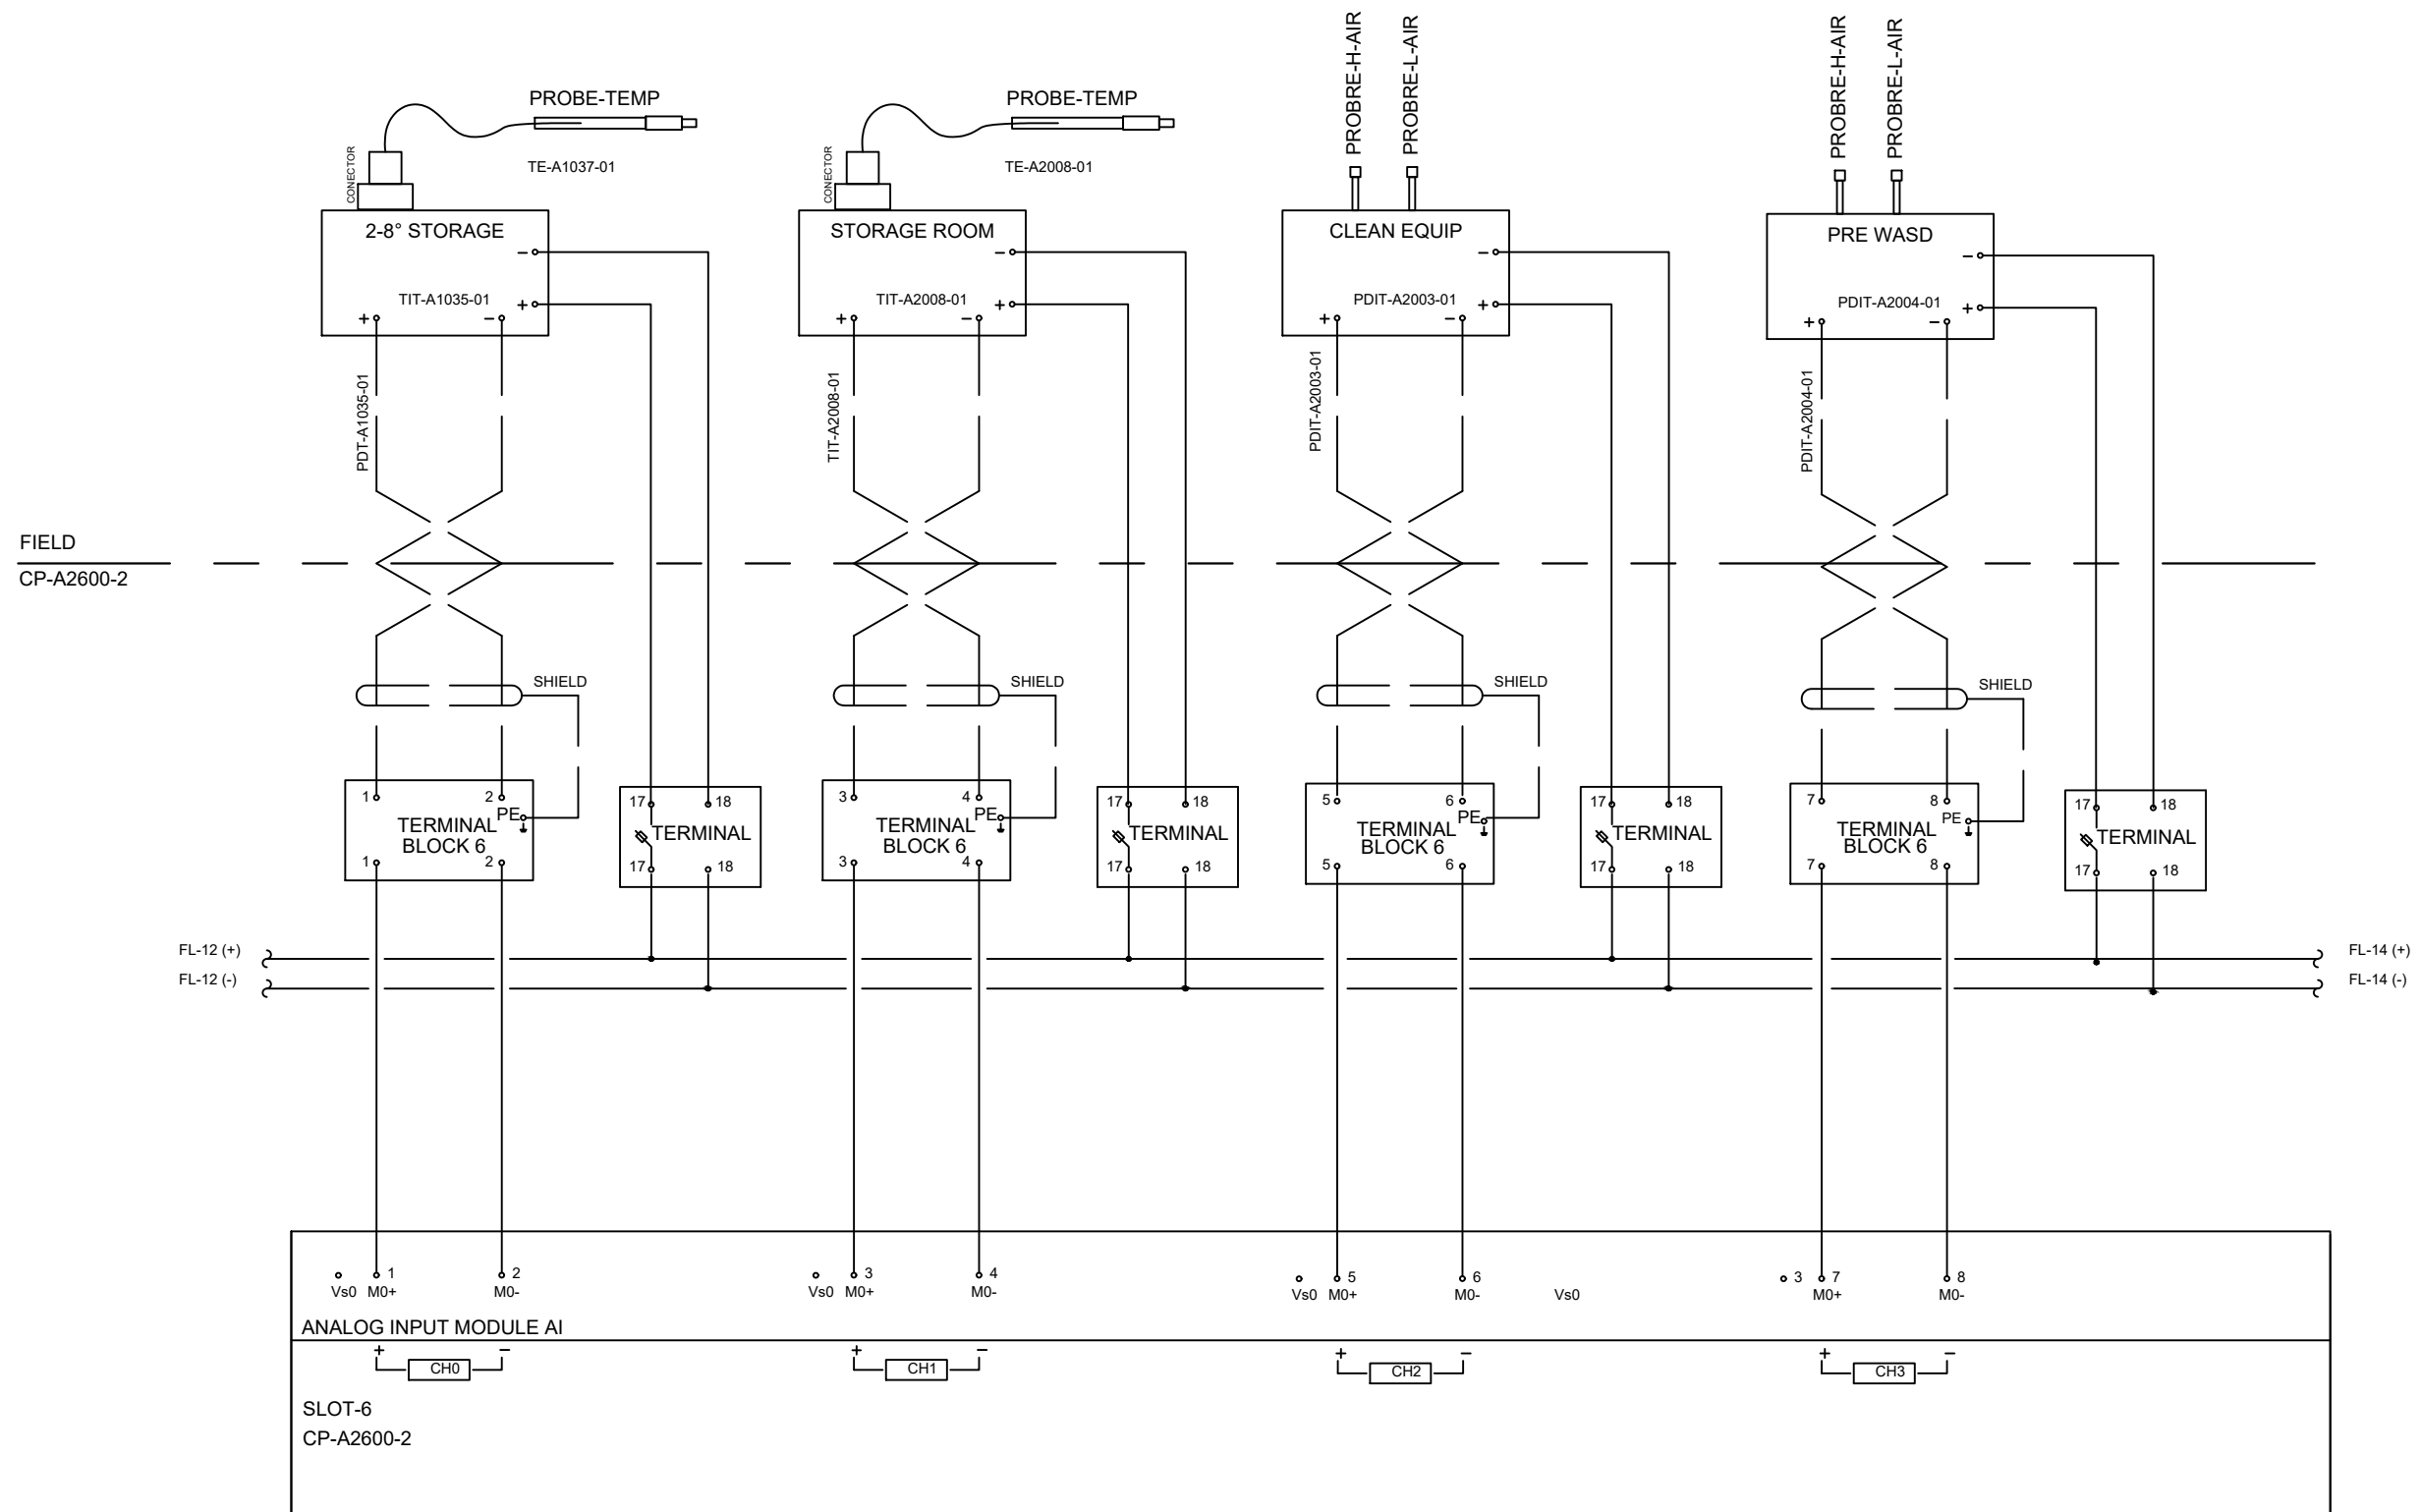 PROBRE-H-AIR
PROBRE-L-AIR
PROBRE-H-AIR
PROBRE-L-AIR
PROBE-TEMP
PROBE-TEMP
CONECTOR
TE-A1037-01
CONECTOR
TE-A2008-01
2-8° STORAGE
STORAGE ROOM
CLEAN EQUIP
PRE WASD
−
−
−
−
TIT-A1035-01 +
TIT-A2008-01 +
PDIT-A2003-01 +
PDIT-A2004-01 +
+ −
+ −
+ −
+ −
PDT-A1035-01
TIT-A2008-01
PDIT-A2003-01
PDIT-A2004-01
FIELD
CP-A2600-2
SHIELD
SHIELD
SHIELD
SHIELD
1 2
PE
TERMINAL
BLOCK 6
1 2
17 18
TERMINAL
17 18
3 4
PE
TERMINAL
BLOCK 6
3 4
17 18
TERMINAL
17 18
5 6
PE
TERMINAL
BLOCK 6
5 6
17 18
TERMINAL
17 18
7 8
PE
TERMINAL
BLOCK 6
7 8
17 18
TERMINAL
17 18
FL-12 (+)
FL-14 (+)
FL-12 (-)
FL-14 (-)
1 2
3 4
5 6
3 7 8
Vs0 M0+ M0-
Vs0 M0+ M0-
Vs0 M0+ M0-
Vs0
M0+ M0-
ANALOG INPUT MODULE AI
+ −
+ −
+ −
+ −
CH0
CH1
CH2
CH3
SLOT-6
CP-A2600-2